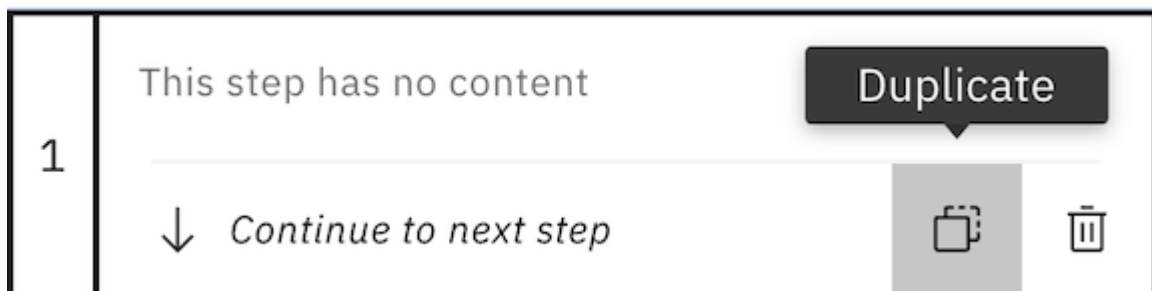 This step has no content
Duplicate
1
Continue to next step